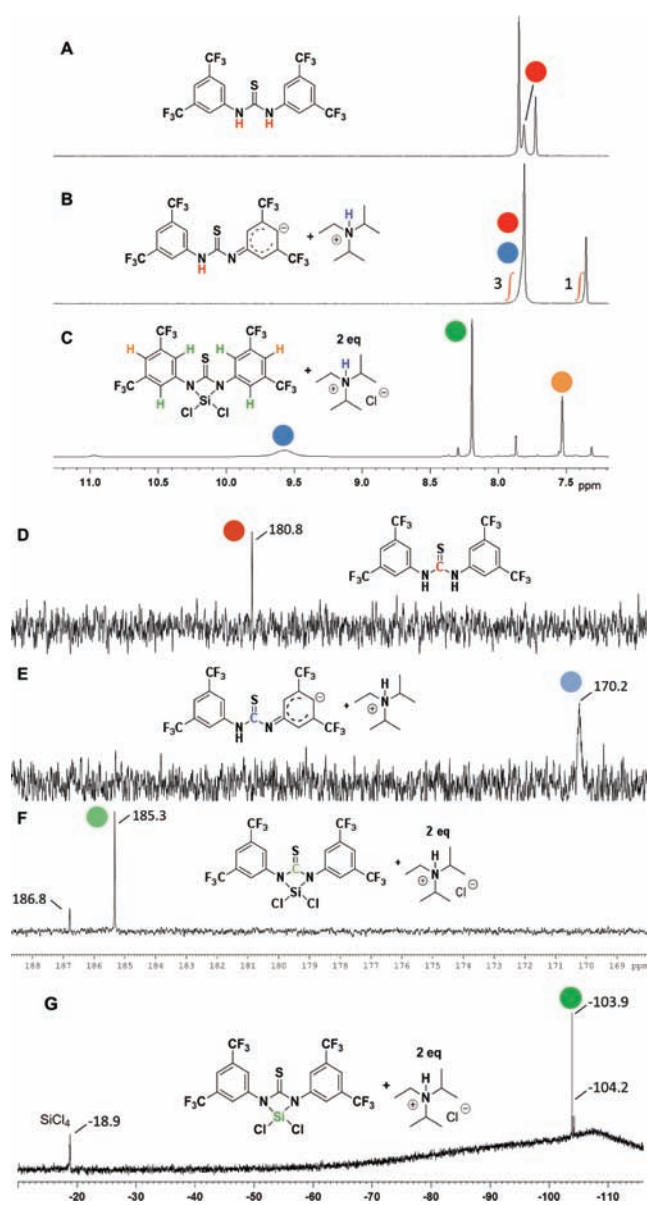 A
CF₃ CF₃
S
F₃C N N CF₃
H H
B
CF₃ CF₃
S ⊖ H
F₃C N N CF₃ + N
H ⊕
3 1
C
CF₃ CF₃
H H S H H 2 eq
F₃C N N CF₃ + H
H Si H N Cl⊖
Cl Cl ⊕
11.0 10.5 10.0 9.5 9.0 8.5 8.0 7.5 ppm
D
180.8
CF₃ CF₃
S
F₃C N C N CF₃
H H
E
170.2
CF₃ CF₃
S ⊖ H
F₃C N C N CF₃ + N
H ⊕
F
185.3
186.8
CF₃ CF₃
S 2 eq
F₃C N C N CF₃ + H
Si N Cl⊖
Cl Cl ⊕
188 187 186 185 184 183 182 181 180 179 178 177 176 175 174 173 172 171 170 169 ppm
G
-103.9
-104.2
CF₃ CF₃
S 2 eq
F₃C N N CF₃ + H
Si N Cl⊖
Cl Cl ⊕
SiCl₄ -18.9
-20 -30 -40 -50 -60 -70 -80 -90 -100 -110